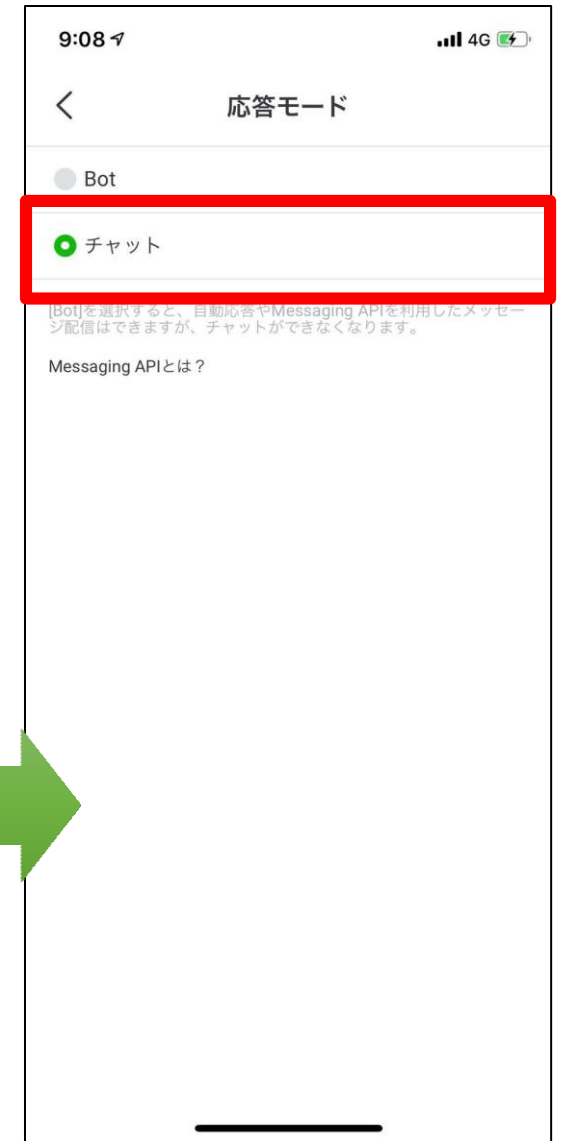 9:08
4G
応答モード
Bot
チャット
[Bot]を選択すると、自動応答やMessaging APIを利用したメッセー
ジ配信はできますが、チャットができなくなります。
Messaging APIとは？